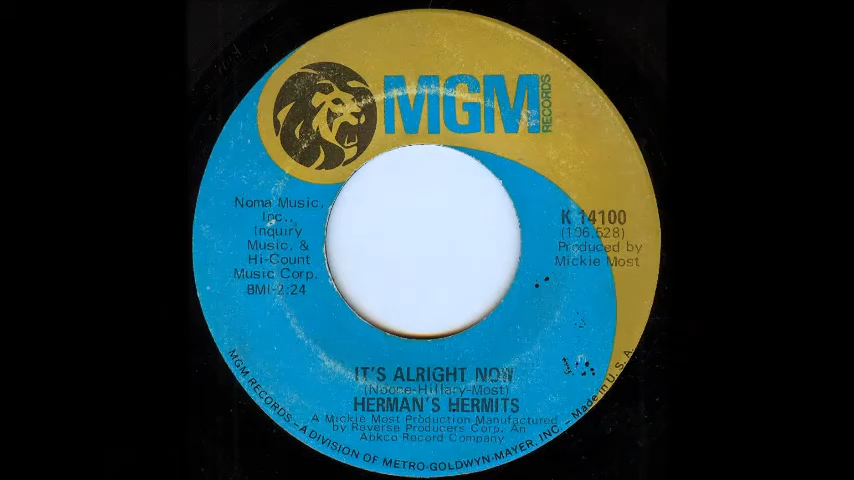 MGM
RECORDS
Noma Music,
Inc.,
Inquiry
Music, &
Hi-Count
Music Corp.
BMI-2:24
K 14100
(106,528)
Produced by
Mickie Most
IT'S ALRIGHT NOW
(Noone-Hillary-Most)
HERMAN'S HERMITS
A Mickie Most Production Manufactured
by Reverse Producers Corp. An
Abkco Record Company
MGM RECORDS – A DIVISION OF METRO-GOLDWYN-MAYER, INC. – Made in U.S.A.